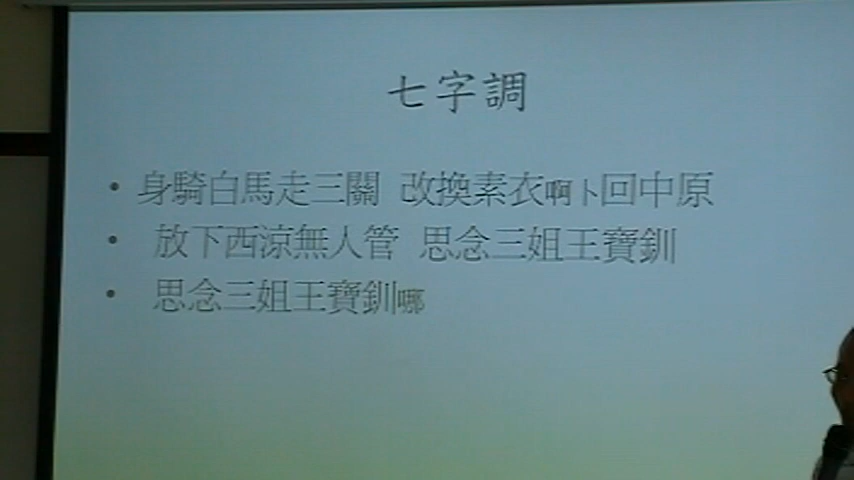 七字調
• 身騎白馬走三關 改換素衣啊卜回中原
• 放下西涼無人管 思念三姐王寶釧
• 思念三姐王寶釧哪